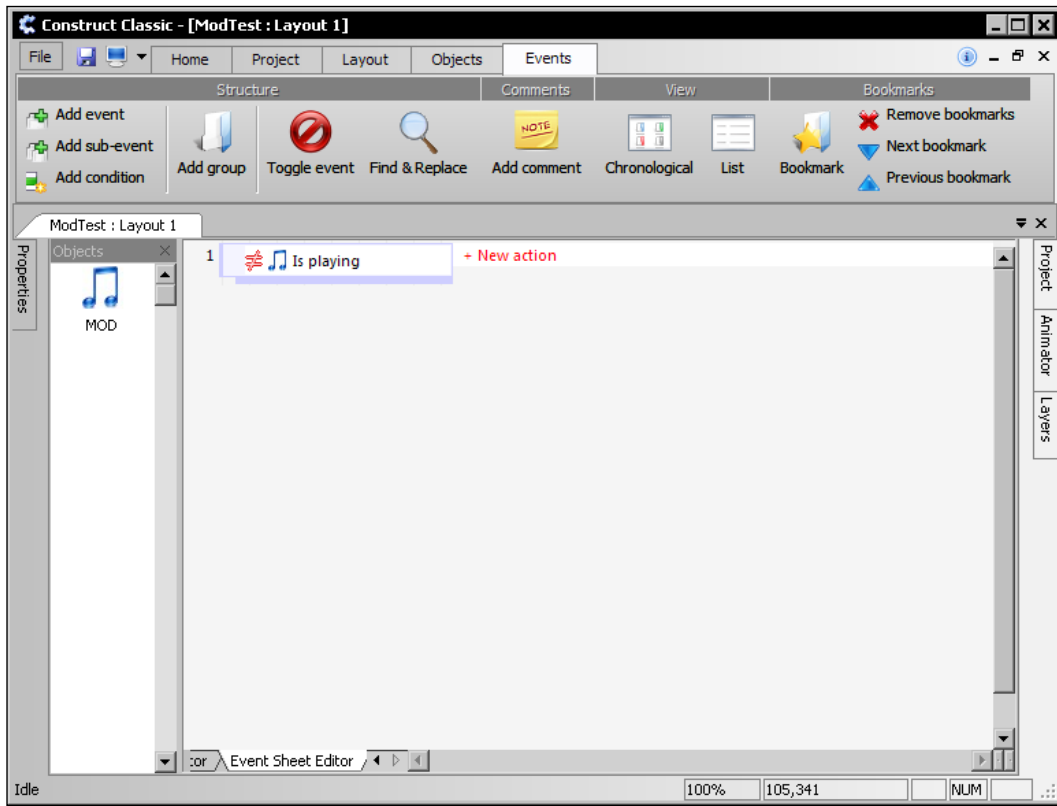 Construct Classic - [ModTest : Layout 1]
File Home Project Layout Objects Events
Structure Comments View Bookmarks
Add event
Add sub-event
Add condition
Add group
Toggle event
Find & Replace
NOTE
Add comment
Chronological
List
Bookmark
Remove bookmarks
Next bookmark
Previous bookmark
ModTest : Layout 1
Properties
Objects
MOD
1 Is playing + New action
Project
Animator
Layers
:or Event Sheet Editor
Idle 100% 105,341 NUM